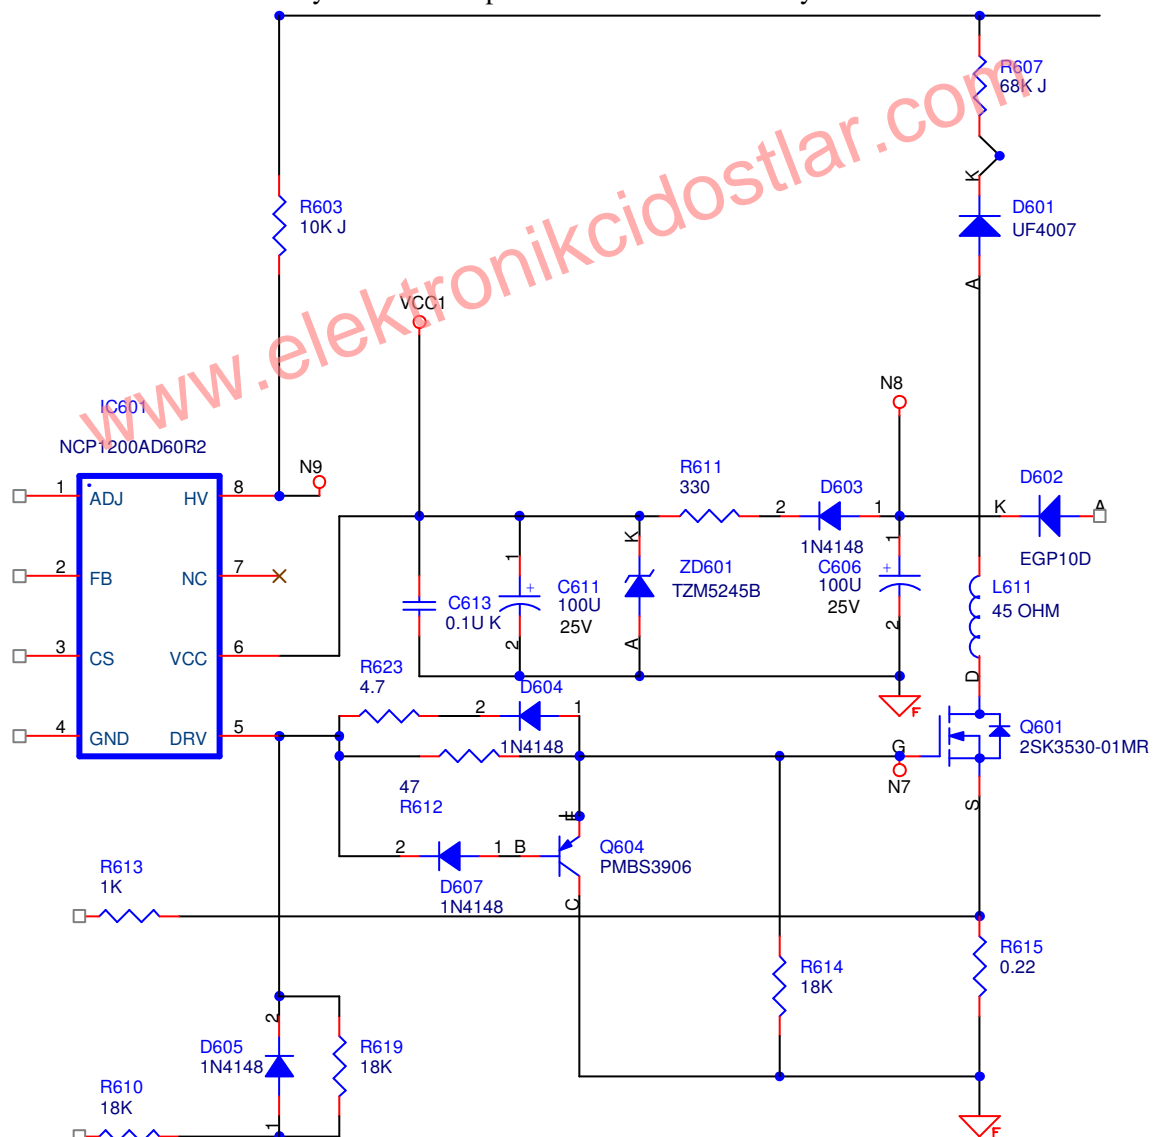 R607
68K J
K
D601
UF4007
A
R603
10K J
www.elektronikcidostlar.com
VCC1
N8
IC601
NCP1200AD60R2
N9
1 ADJ HV 8
2 FB NC 7
3 CS VCC 6
4 GND DRV 5
R611
330
D603
2 1
1N4148
D602
K A
EGP10D
1
C606
100U
25V
+
2
K
ZD601
TZM5245B
A
1
C611
100U
25V
+
2
C613
0.1U K
L611
45 OHM
D
F
R623
4.7
D604
2 1
1N4148
47
R612
G
N7
Q601
2SK3530-01MR
S
E
Q604
PMBS3906
2 1 B
D607
1N4148
C
R613
1K
R615
0.22
R614
18K
2
D605
1N4148
1
R619
18K
R610
18K
F